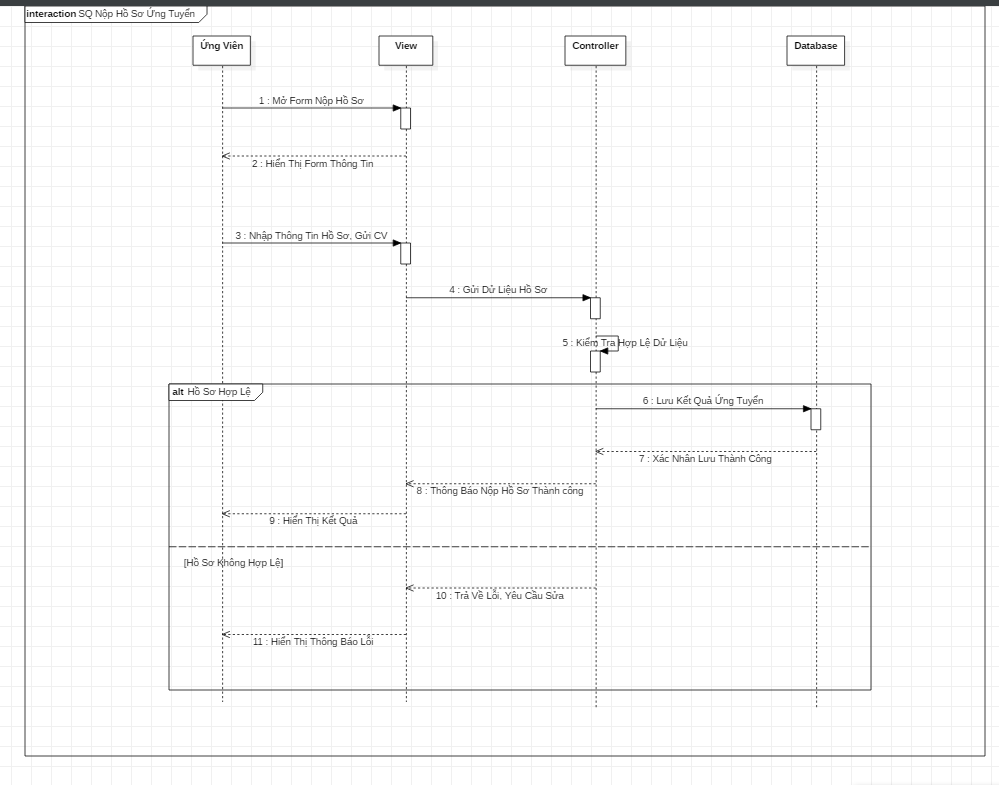 interaction SQ Nộp Hồ Sơ Ứng Tuyển
Ứng Viên
View
Controller
Database
1 : Mở Form Nộp Hồ Sơ
2 : Hiển Thị Form Thông Tin
3 : Nhập Thông Tin Hồ Sơ, Gửi CV
4 : Gửi Dử Liệu Hồ Sơ
5 : Kiểm Tra Hợp Lệ Dử Liệu
alt Hồ Sơ Hợp Lệ
6 : Lưu Kết Quả Ứng Tuyển
7 : Xác Nhân Lưu Thành Công
8 : Thông Báo Nộp Hồ Sơ Thành công
9 : Hiển Thị Kết Quả
[Hồ Sơ Không Hợp Lệ]
10 : Trả Về Lỗi, Yêu Cầu Sửa
11 : Hiển Thị Thông Báo Lỗi